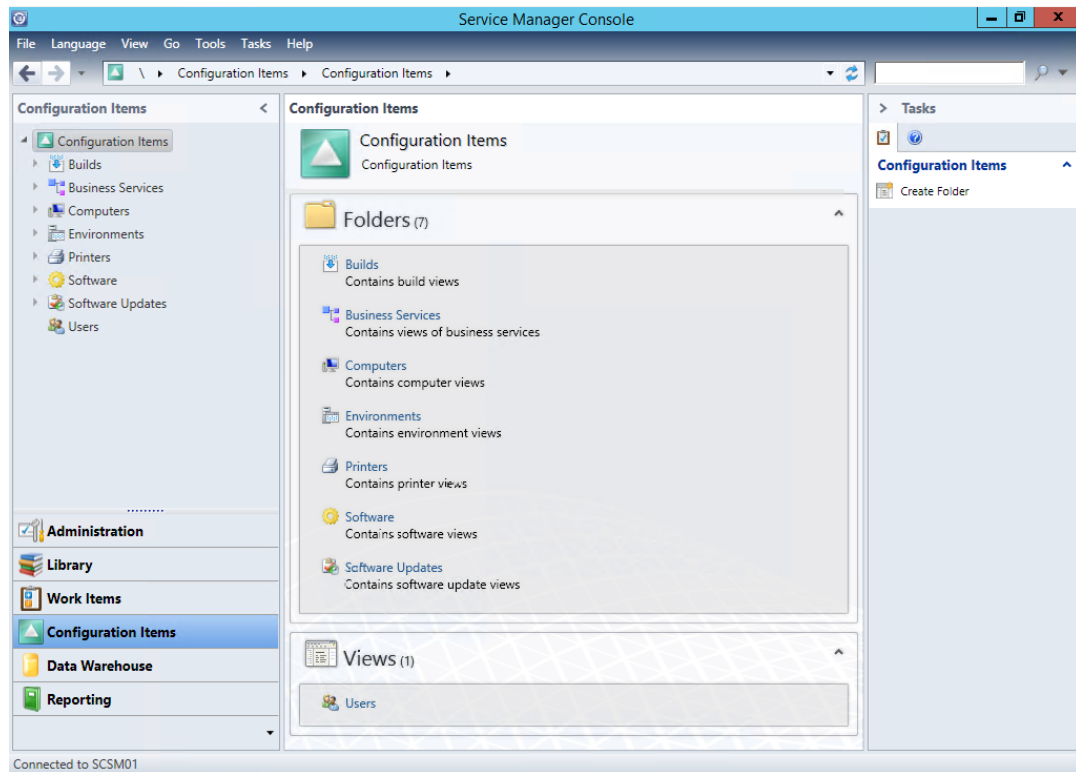 Service Manager Console
File Language View Go Tools Tasks Help
\ Configuration Items Configuration Items
Configuration Items
Configuration Items
Builds
Business Services
Computers
Environments
Printers
Software
Software Updates
Users
Administration
Library
Work Items
Configuration Items
Data Warehouse
Reporting
Configuration Items
Configuration Items
Configuration Items
Folders (7)
Builds
Contains build views
Business Services
Contains views of business services
Computers
Contains computer views
Environments
Contains environment views
Printers
Contains printer views
Software
Contains software views
Software Updates
Contains software update views
Views (1)
Users
Tasks
Configuration Items
Create Folder
Connected to SCSM01